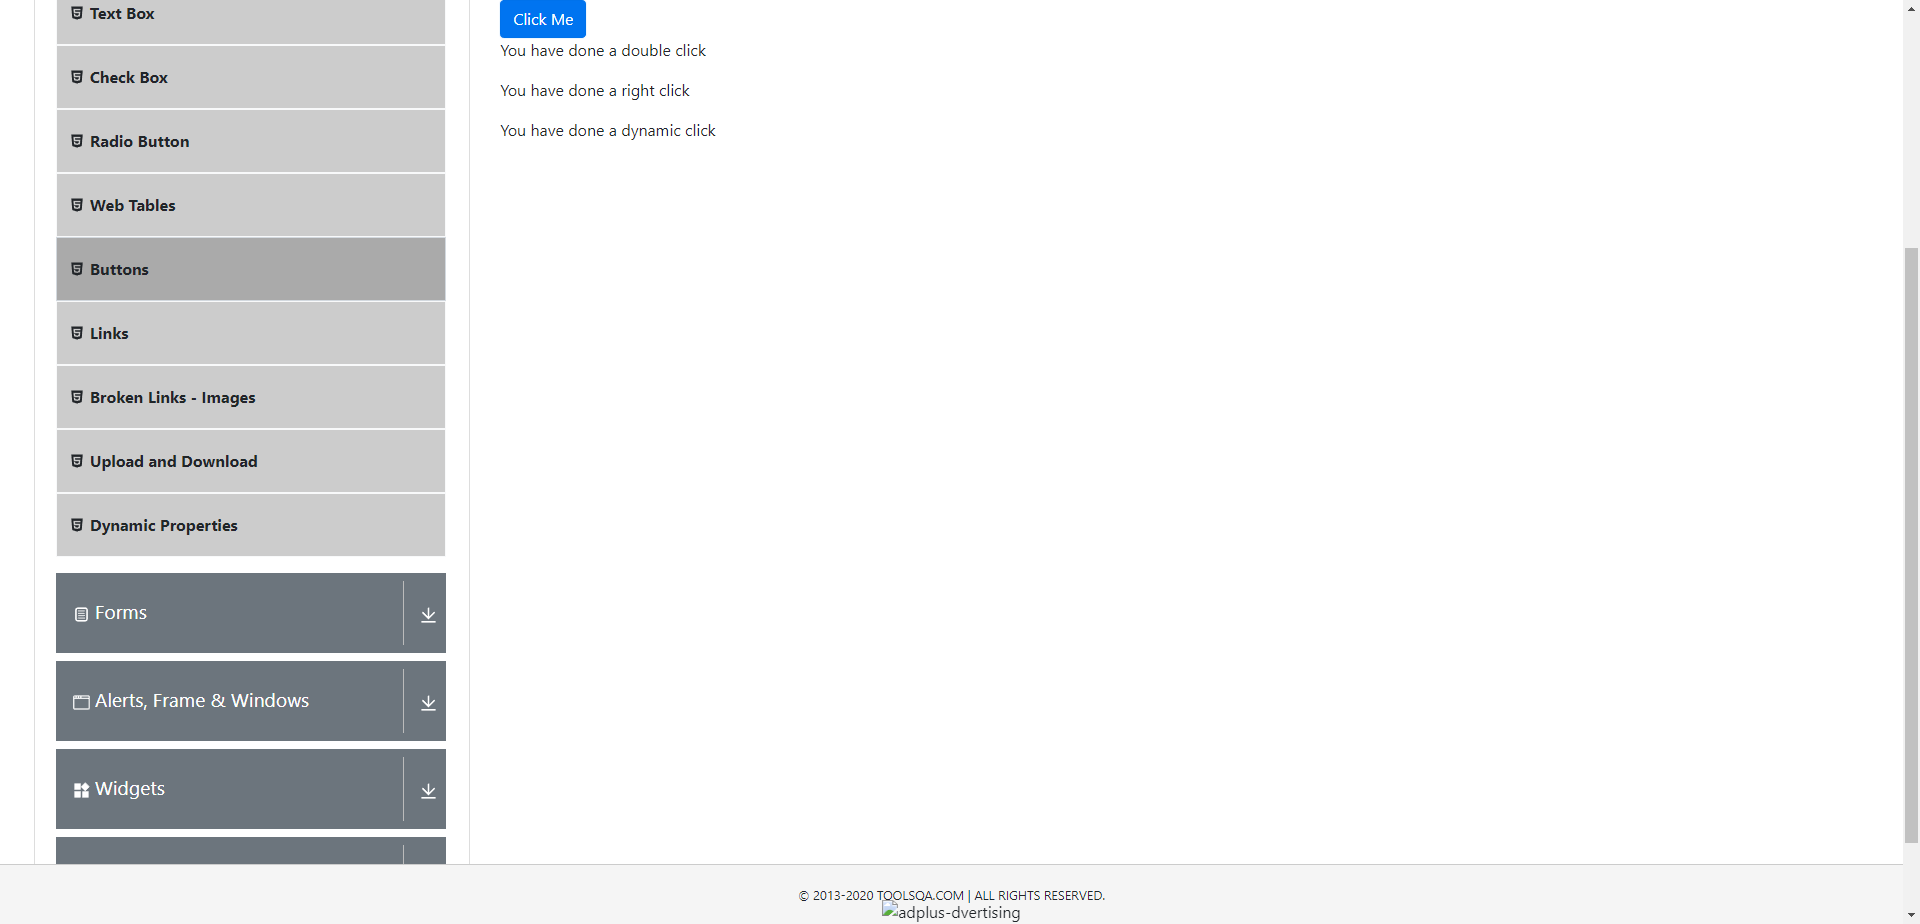 Text Box
Check Box
Radio Button
Web Tables
Buttons
Links
Broken Links - Images
Upload and Download
Dynamic Properties
Forms
Alerts, Frame & Windows
Widgets
Click Me
You have done a double click
You have done a right click
You have done a dynamic click
© 2013-2020 TOOLSQA.COM | ALL RIGHTS RESERVED.
adplus-dvertising